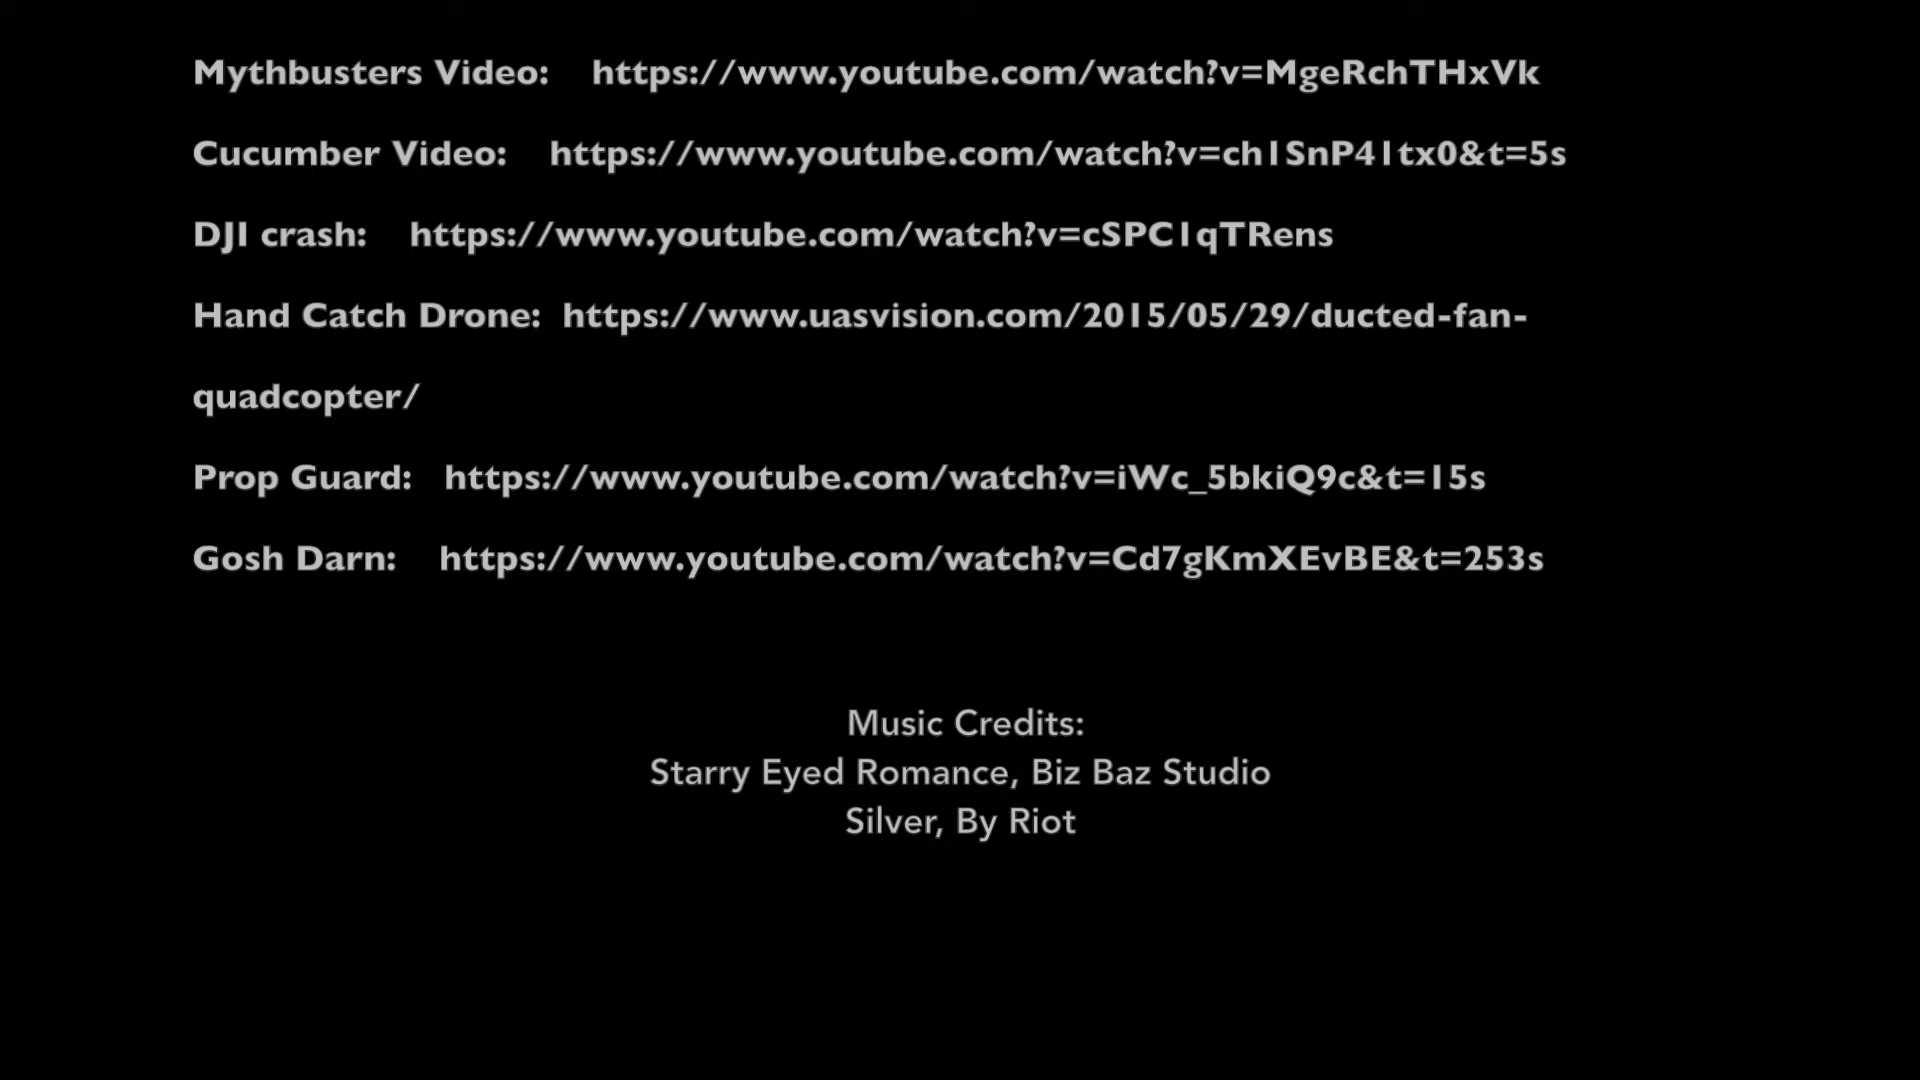 Mythbusters Video: https://www.youtube.com/watch?v=MgeRchTHxVk
Cucumber Video: https://www.youtube.com/watch?v=ch1SnP41tx0&t=5s
DJI crash: https://www.youtube.com/watch?v=cSPC1qTRens
Hand Catch Drone: https://www.uasvision.com/2015/05/29/ducted-fan-
quadcopter/
Prop Guard: https://www.youtube.com/watch?v=iWc_5bkiQ9c&t=15s
Gosh Darn: https://www.youtube.com/watch?v=Cd7gKmXEvBE&t=253s
Music Credits:
Starry Eyed Romance, Biz Baz Studio
Silver, By Riot